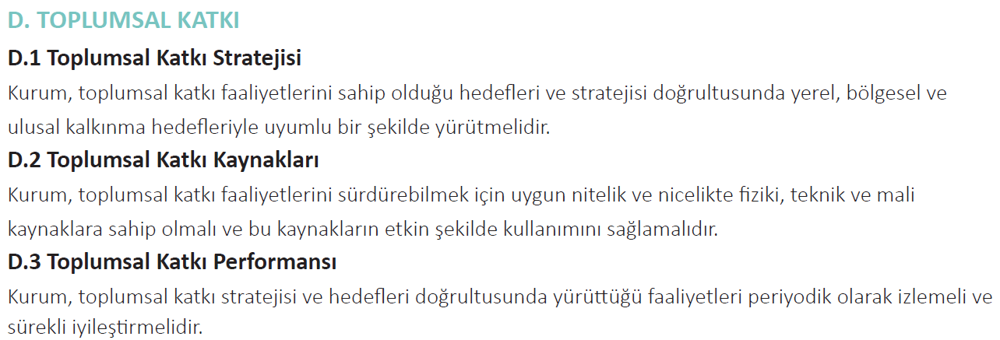 D. TOPLUMSAL KATKI
D.1 Toplumsal Katkı Stratejisi
Kurum, toplumsal katkı faaliyetlerini sahip olduğu hedefleri ve stratejisi doğrultusunda yerel, bölgesel ve
ulusal kalkınma hedefleriyle uyumlu bir şekilde yürütmelidir.
D.2 Toplumsal Katkı Kaynakları
Kurum, toplumsal katkı faaliyetlerini sürdürebilmek için uygun nitelik ve nicelikte fiziki, teknik ve mali
kaynaklara sahip olmalı ve bu kaynakların etkin şekilde kullanımını sağlamalıdır.
D.3 Toplumsal Katkı Performansı
Kurum, toplumsal katkı stratejisi ve hedefleri doğrultusunda yürüttüğü faaliyetleri periyodik olarak izlemeli ve
sürekli iyileştirmelidir.